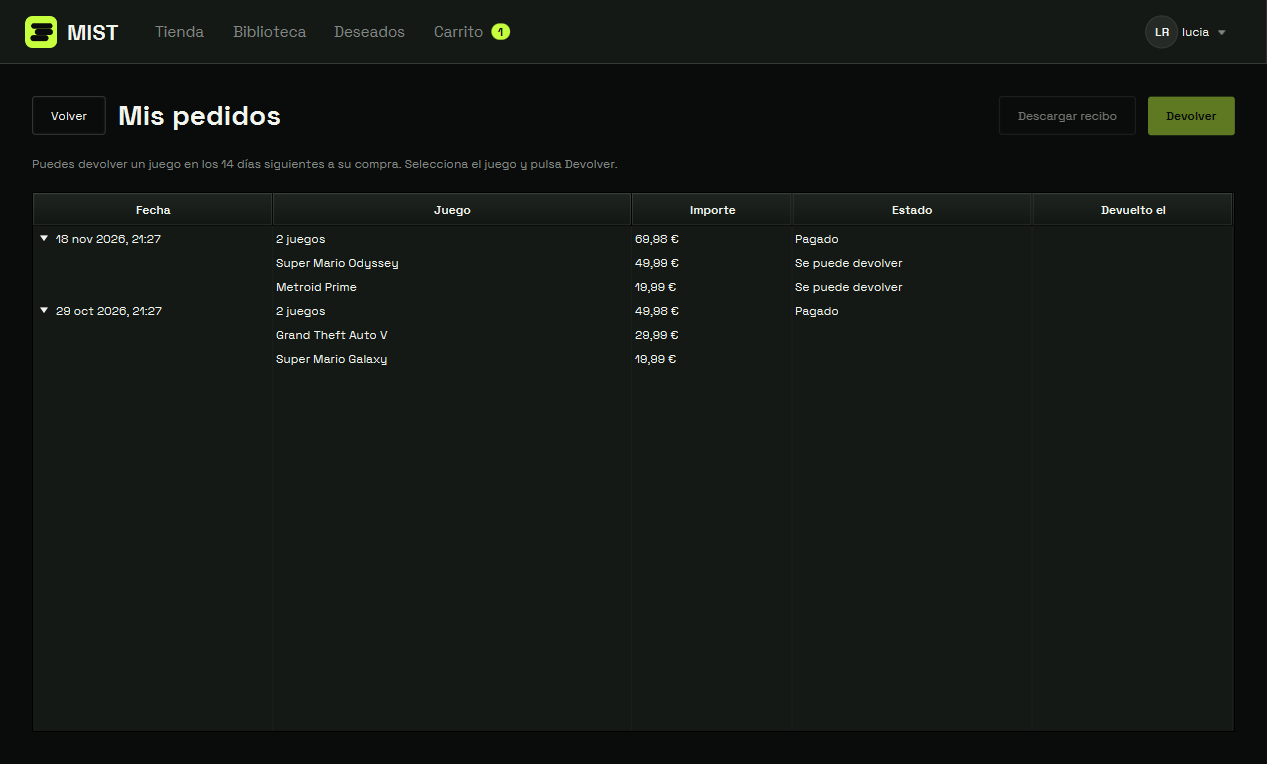 MIST Tienda Biblioteca Deseados Carrito 1 LR lucia
Volver Mis pedidos Descargar recibo Devolver
Puedes devolver un juego en los 14 días siguientes a su compra. Selecciona el juego y pulsa Devolver.
Fecha Juego Importe Estado Devuelto el
18 nov 2026, 21:27 2 juegos 69,98 € Pagado
Super Mario Odyssey 49,99 € Se puede devolver
Metroid Prime 19,99 € Se puede devolver
29 oct 2026, 21:27 2 juegos 49,98 € Pagado
Grand Theft Auto V 29,99 €
Super Mario Galaxy 19,99 €